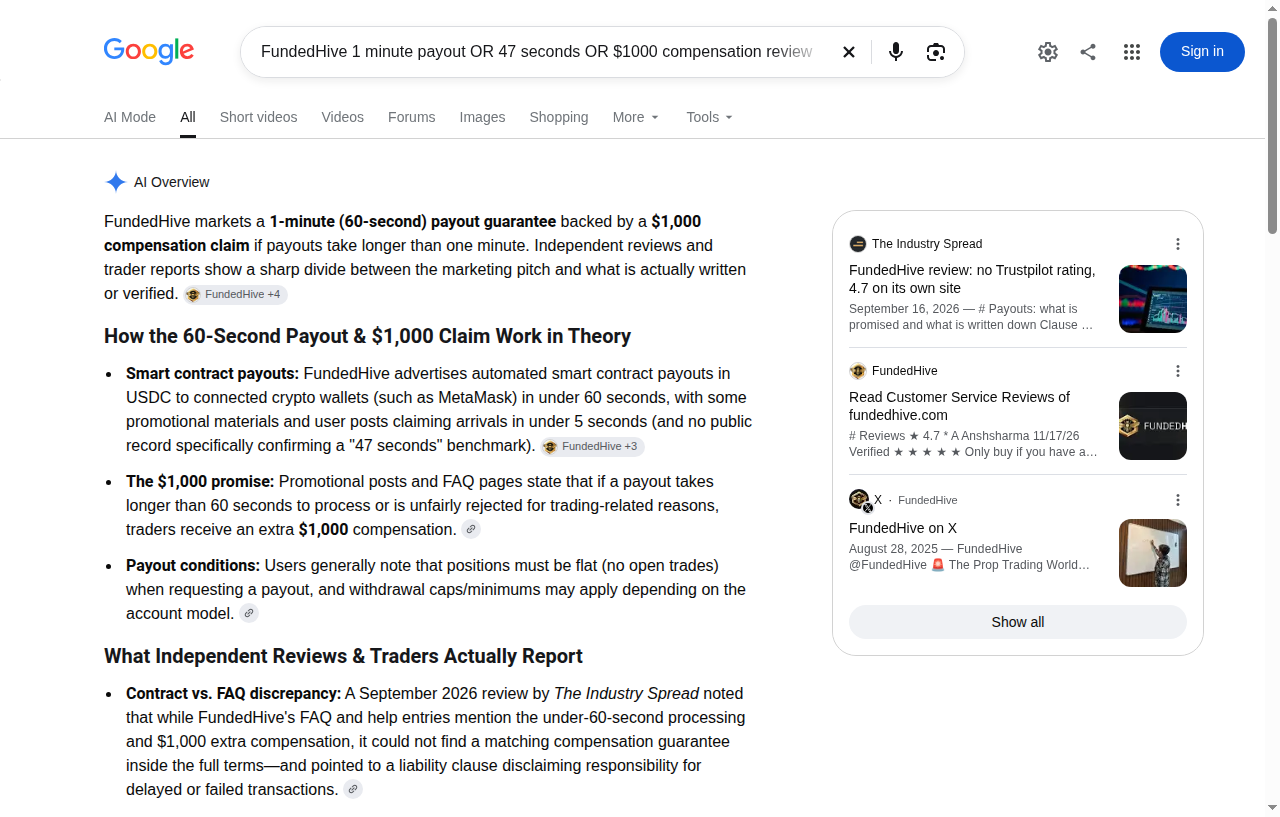 Google
FundedHive 1 minute payout OR 47 seconds OR $1000 compensation review
Sign in
AI Mode
All
Short videos
Videos
Forums
Images
Shopping
More
Tools
AI Overview
FundedHive markets a 1-minute (60-second) payout guarantee backed by a $1,000
compensation claim if payouts take longer than one minute. Independent reviews and
trader reports show a sharp divide between the marketing pitch and what is actually written
or verified. FundedHive +4
How the 60-Second Payout & $1,000 Claim Work in Theory
• Smart contract payouts: FundedHive advertises automated smart contract payouts in
USDC to connected crypto wallets (such as MetaMask) in under 60 seconds, with some
promotional materials and user posts claiming arrivals in under 5 seconds (and no public
record specifically confirming a "47 seconds" benchmark). FundedHive +3
• The $1,000 promise: Promotional posts and FAQ pages state that if a payout takes
longer than 60 seconds to process or is unfairly rejected for trading-related reasons,
traders receive an extra $1,000 compensation.
• Payout conditions: Users generally note that positions must be flat (no open trades)
when requesting a payout, and withdrawal caps/minimums may apply depending on the
account model.
What Independent Reviews & Traders Actually Report
• Contract vs. FAQ discrepancy: A September 2026 review by The Industry Spread noted
that while FundedHive's FAQ and help entries mention the under-60-second processing
and $1,000 extra compensation, it could not find a matching compensation guarantee
inside the full terms—and pointed to a liability clause disclaiming responsibility for
delayed or failed transactions.
The Industry Spread
FundedHive review: no Trustpilot rating,
4.7 on its own site
September 16, 2026 — # Payouts: what is
promised and what is written down Clause ...
FundedHive
Read Customer Service Reviews of
fundedhive.com
# Reviews ★ 4.7 * A Anshsharma 11/17/26
Verified ★ ★ ★ ★ ★ Only buy if you have a...
FUNDEDH
X · FundedHive
FundedHive on X
August 28, 2025 — FundedHive
@FundedHive 🚨 The Prop Trading World...
Show all